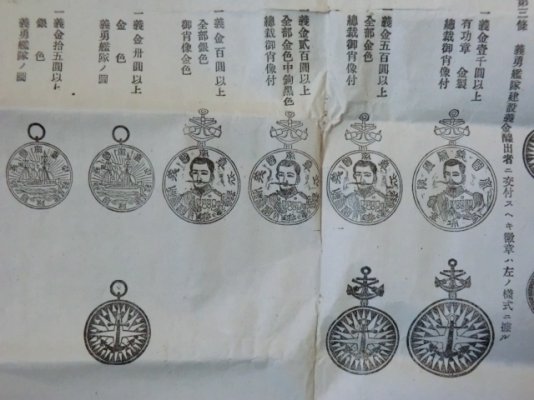 第三條　義勇艦隊建設義金醵出者ニ交付スヘキ徽章ハ左ノ樣式ニ據ル
一義金壹千圓以上
有功章　金製
總裁御肖像付
一義金五百圓以上
全部金色
總裁御肖像付
一義金貳百圓以上
全部金色中鉤黑色
總裁御肖像付
一義金百圓以上
全部銀色
御肖像金色
一義金卅圓以上
金色
義勇艦隊ノ圖
一義金拾五圓以上
銀色
義勇艦隊ノ圖